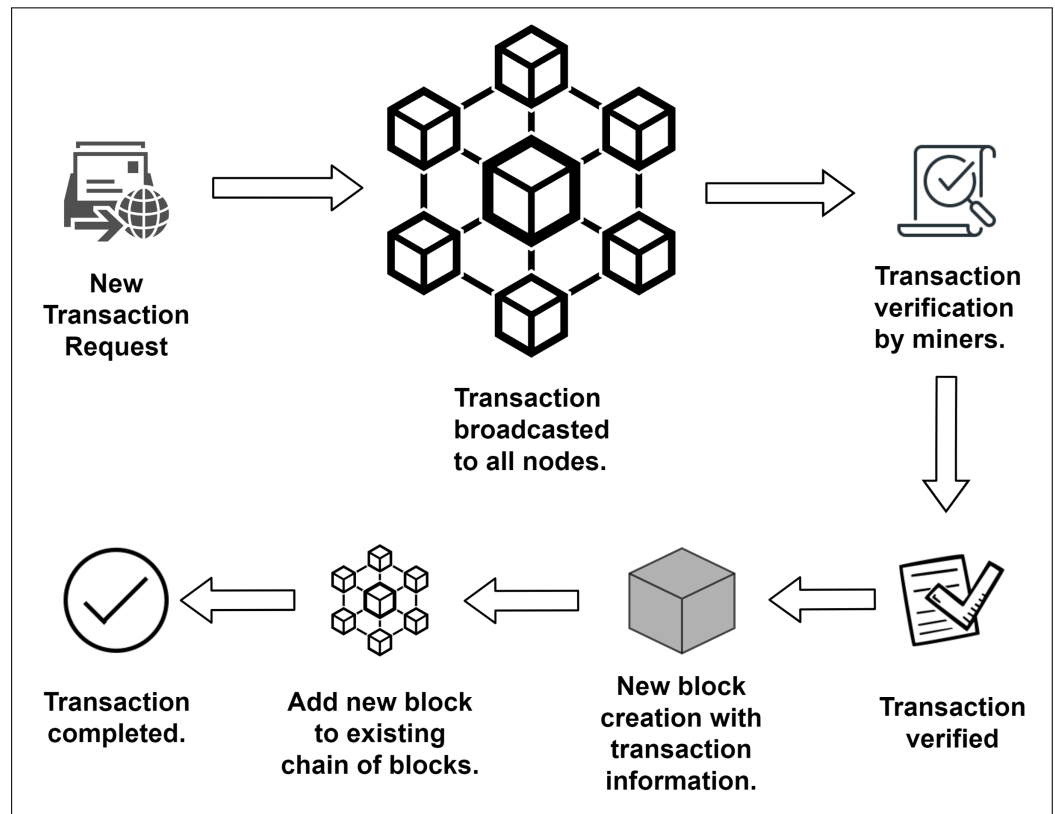 New
Transaction
Request
Transaction
broadcasted
to all nodes.
Transaction
verification
by miners.
Transaction
verified
New block
creation with
transaction
information.
Add new block
to existing
chain of blocks.
Transaction
completed.